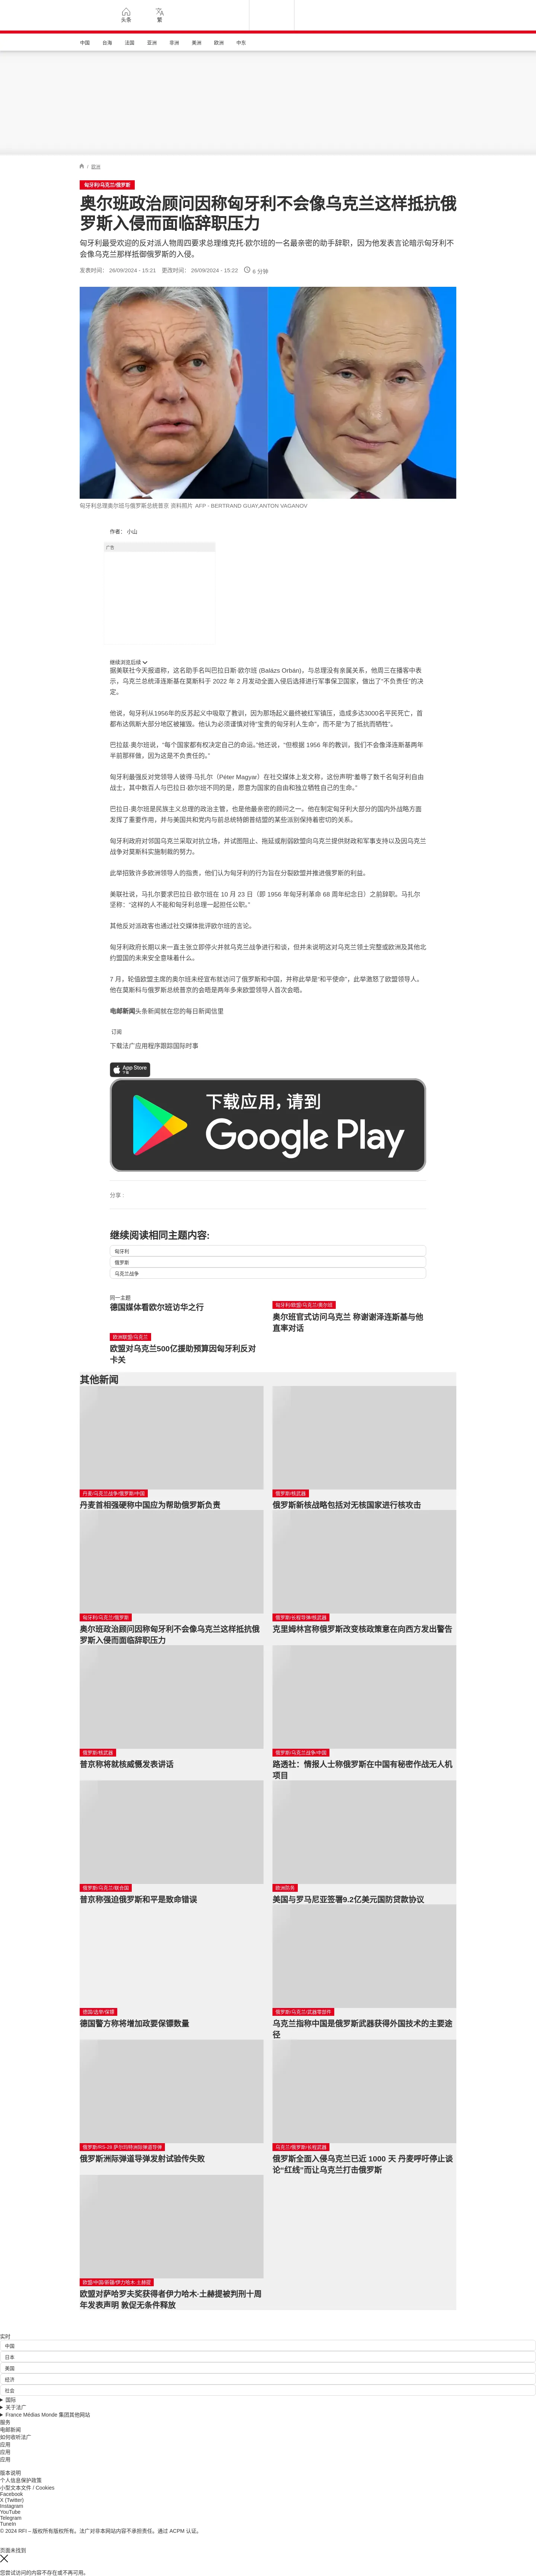 头条
繁
中国
台海
法国
亚洲
非洲
美洲
欧洲
中东
/ 欧洲
匈牙利/乌克兰/俄罗斯
奥尔班政治顾问因称匈牙利不会像乌克兰这样抵抗俄
罗斯入侵而面临辞职压力
匈牙利最受欢迎的反对派人物周四要求总理维克托·欧尔班的一名最亲密的助手辞职，因为他发表言论暗示匈牙利不
会像乌克兰那样抵御俄罗斯的入侵。
发表时间： 26/09/2024 - 15:21 更改时间： 26/09/2024 - 15:22 6 分钟
匈牙利总理奥尔班与俄罗斯总统普京 资料照片 AFP - BERTRAND GUAY,ANTON VAGANOV
作者： 小山
广告
继续浏览后续
据美联社今天报道称，这名助手名叫巴拉日斯·欧尔班 (Balázs Orbán)，与总理没有亲属关系，他周三在播客中表
示，乌克兰总统泽连斯基在莫斯科于 2022 年 2 月发动全面入侵后选择进行军事保卫国家，做出了“不负责任”的决
定。
他说，匈牙利从1956年的反苏起义中吸取了教训，因为那场起义最终被红军镇压，造成多达3000名平民死亡，首
都布达佩斯大部分地区被摧毁。他认为必须谨慎对待“宝贵的匈牙利人生命”，而不是”为了抵抗而牺牲”。
巴拉兹·奥尔班说，“每个国家都有权决定自己的命运。”他还说，“但根据 1956 年的教训，我们不会像泽连斯基两年
半前那样做，因为这是不负责任的。”
匈牙利最强反对党领导人彼得·马扎尔（Péter Magyar）在社交媒体上发文称，这份声明“羞辱了数千名匈牙利自由
战士，其中数百人与巴拉日·欧尔班不同的是，愿意为国家的自由和独立牺牲自己的生命。”
巴拉日·奥尔班是民族主义总理的政治主管，也是他最亲密的顾问之一。他在制定匈牙利大部分的国内外战略方面
发挥了重要作用，并与美国共和党内与前总统特朗普结盟的某些派别保持着密切的关系。
匈牙利政府对邻国乌克兰采取对抗立场，并试图阻止、拖延或削弱欧盟向乌克兰提供财政和军事支持以及因乌克兰
战争对莫斯科实施制裁的努力。
此举招致许多欧洲领导人的指责，他们认为匈牙利的行为旨在分裂欧盟并推进俄罗斯的利益。
美联社说，马扎尔要求巴拉日·欧尔班在 10 月 23 日（即 1956 年匈牙利革命 68 周年纪念日）之前辞职。马扎尔
坚称：“这样的人不能和匈牙利总理一起担任公职。”
其他反对派政客也通过社交媒体批评欧尔班的言论。
匈牙利政府长期以来一直主张立即停火并就乌克兰战争进行和谈，但并未说明这对乌克兰领土完整或欧洲及其他北
约盟国的未来安全意味着什么。
7 月，轮值欧盟主席的奥尔班未经宣布就访问了俄罗斯和中国，并称此举是“和平使命”，此举激怒了欧盟领导人。
他在莫斯科与俄罗斯总统普京的会晤是两年多来欧盟领导人首次会晤。
电邮新闻头条新闻就在您的每日新闻信里
订阅
下载法广应用程序跟踪国际时事
App Store
下载
下载应用，请到
Google Play
分享 :
继续阅读相同主题内容:
匈牙利
俄罗斯
乌克兰战争
同一主题
德国媒体看欧尔班访华之行
匈牙利/欧盟/乌克兰/奥尔班
奥尔班官式访问乌克兰 称谢谢泽连斯基与他
直率对话
欧洲联盟/乌克兰
欧盟对乌克兰500亿援助预算因匈牙利反对
卡关
其他新闻
丹麦/乌克兰战争/俄罗斯/中国
丹麦首相强硬称中国应为帮助俄罗斯负责
俄罗斯/核武器
俄罗斯新核战略包括对无核国家进行核攻击
匈牙利/乌克兰/俄罗斯
奥尔班政治顾问因称匈牙利不会像乌克兰这样抵抗俄
罗斯入侵而面临辞职压力
俄罗斯/长程导弹/核武器
克里姆林宫称俄罗斯改变核政策意在向西方发出警告
俄罗斯/核武器
普京称将就核威慑发表讲话
俄罗斯/乌克兰战争/中国
路透社：情报人士称俄罗斯在中国有秘密作战无人机
项目
俄罗斯/乌克兰/联合国
普京称强迫俄罗斯和平是致命错误
欧洲防务
美国与罗马尼亚签署9.2亿美元国防贷款协议
德国/选举/保镖
德国警方称将增加政要保镖数量
俄罗斯/乌克兰/武器零部件
乌克兰指称中国是俄罗斯武器获得外国技术的主要途
径
俄罗斯/RS-28 萨尔玛特洲际弹道导弹
俄罗斯洲际弹道导弹发射试验传失败
乌克兰/俄罗斯/长程武器
俄罗斯全面入侵乌克兰已近 1000 天 丹麦呼吁停止谈
论“红线”而让乌克兰打击俄罗斯
欧盟/中国/新疆/伊力哈木·土赫提
欧盟对萨哈罗夫奖获得者伊力哈木·土赫提被判刑十周
年发表声明 敦促无条件释放
实时
中国
日本
美国
经济
社会
国际
关于法广
France Médias Monde 集团其他网站
服务
电邮新闻
如何收听法广
应用
应用
应用
版本说明
个人信息保护政策
小型文本文件 / Cookies
Facebook
X (Twitter)
Instagram
YouTube
Telegram
TuneIn
© 2024 RFI – 版权所有版权所有。法广对非本网站内容不承担责任。通过 ACPM 认证。
页面未找到
您尝试访问的内容不存在或不再可用。